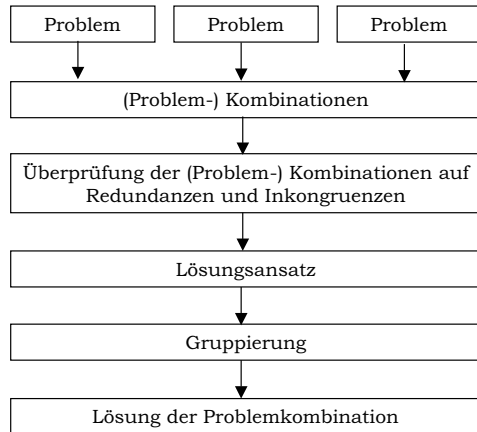 Problem Problem Problem
(Problem-) Kombinationen
Überprüfung der (Problem-) Kombinationen auf
Redundanzen und Inkongruenzen
Lösungsansatz
Gruppierung
Lösung der Problemkombination